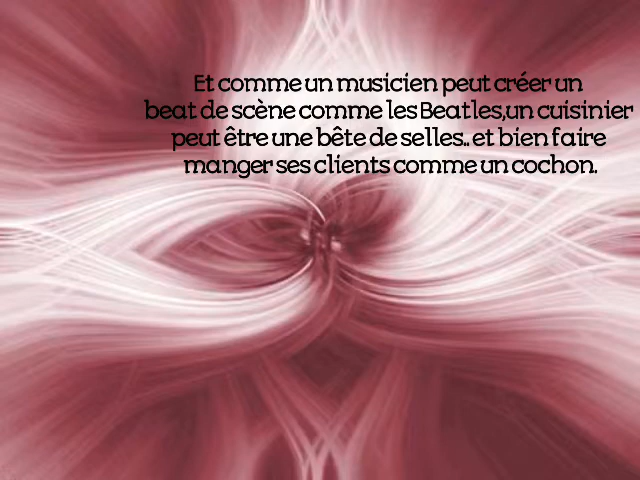 Et comme un musicien peut créer un
beat de scène comme les Beatles,un cuisinier
peut être une bête de selles.. et bien faire
manger ses clients comme un cochon.